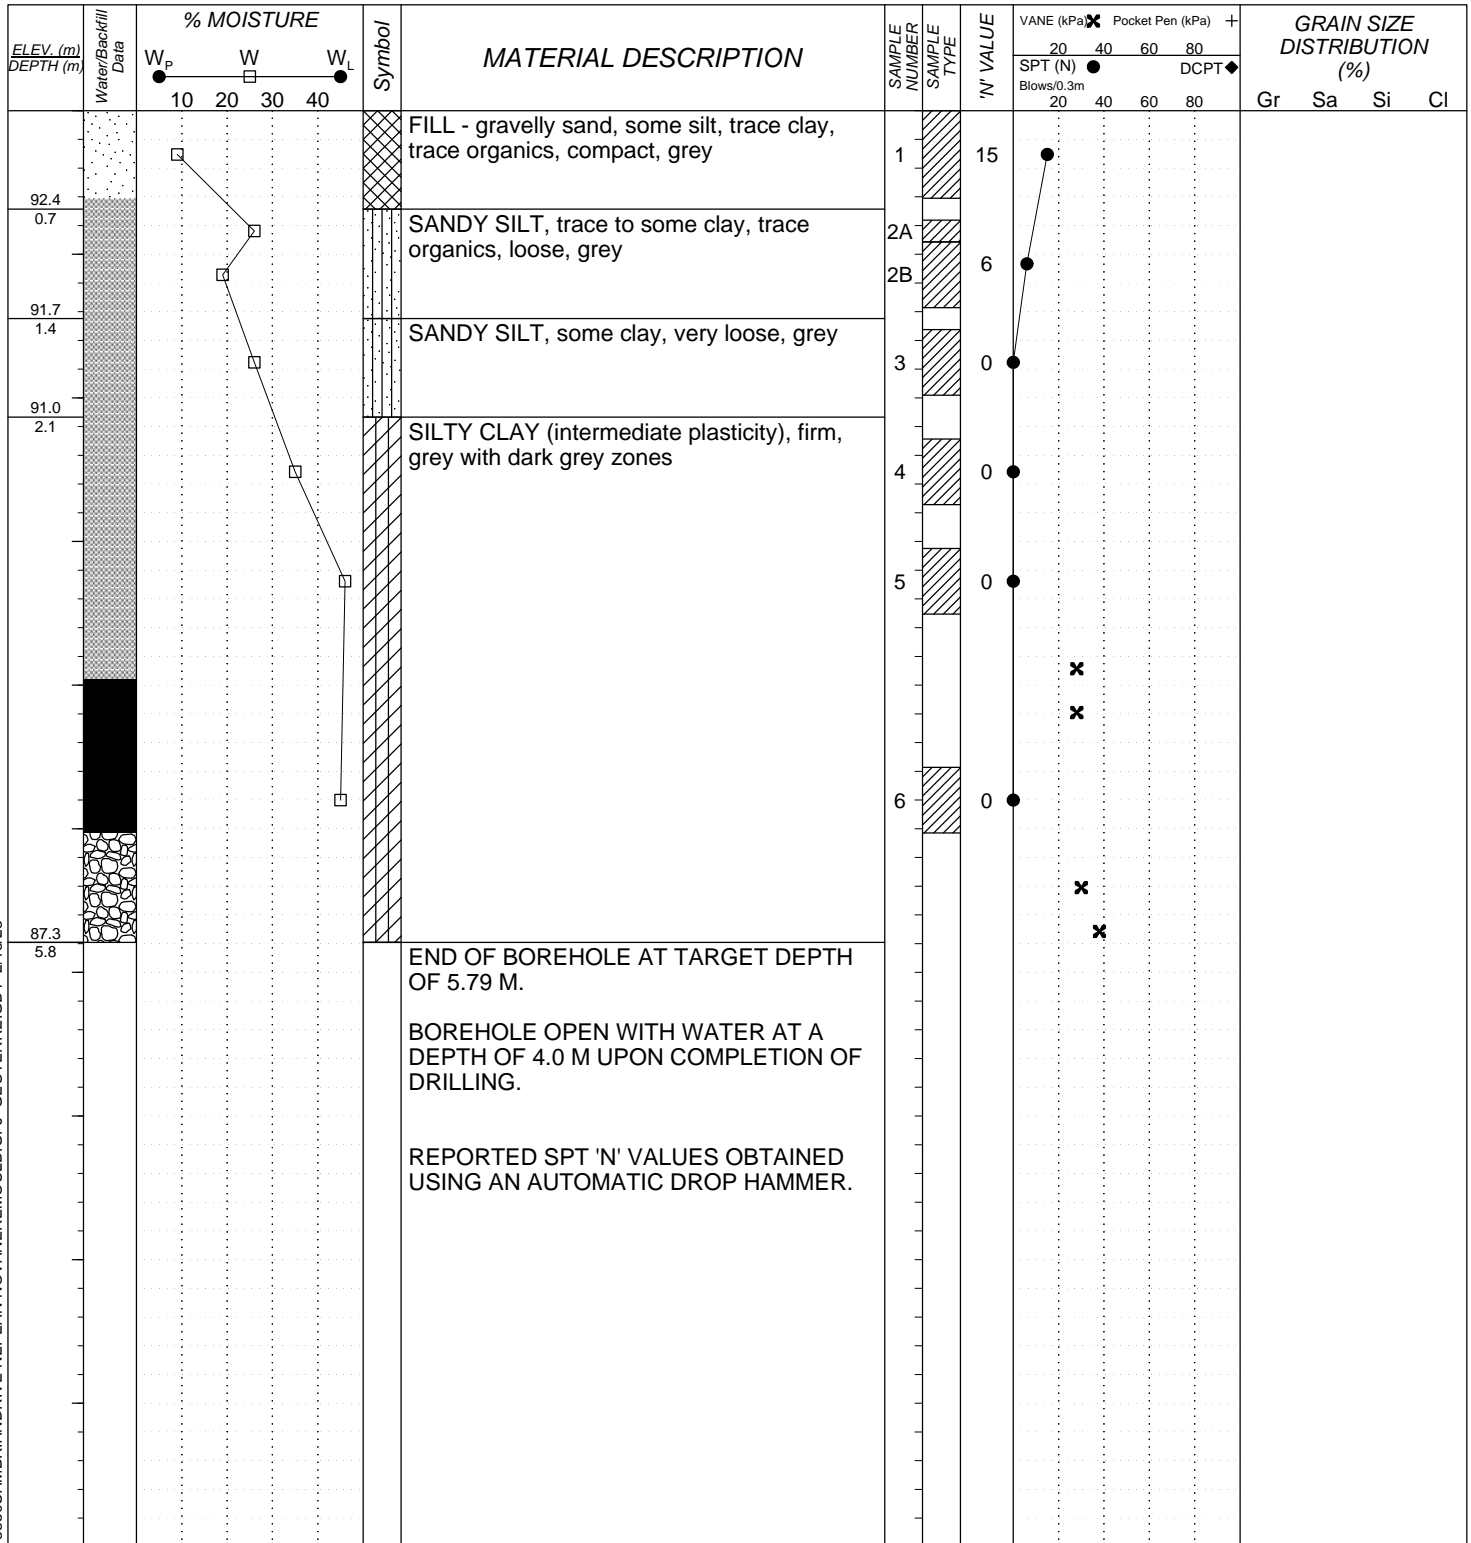 ELEV. (m)
DEPTH (m)
Water/Backfill
Data
% MOISTURE
WP W WL
10 20 30 40
Symbol
MATERIAL DESCRIPTION
SAMPLE
NUMBER
SAMPLE
TYPE
'N' VALUE
VANE (kPa) Pocket Pen (kPa)
20 40 60 80
SPT (N) DCPT
Blows/0.3m
20 40 60 80
GRAIN SIZE
DISTRIBUTION
(%)
Gr Sa Si Cl
FILL - gravelly sand, some silt, trace clay,
trace organics, compact, grey
1 15
92.4
0.7
SANDY SILT, trace to some clay, trace
organics, loose, grey
2A
2B
6
91.7
1.4
SANDY SILT, some clay, very loose, grey
3 0
91.0
2.1
SILTY CLAY (intermediate plasticity), firm,
grey with dark grey zones
4 0
5 0
6 0
87.3
5.8
END OF BOREHOLE AT TARGET DEPTH
OF 5.79 M.
BOREHOLE OPEN WITH WATER AT A
DEPTH OF 4.0 M UPON COMPLETION OF
DRILLING.
REPORTED SPT 'N' VALUES OBTAINED
USING AN AUTOMATIC DROP HAMMER.